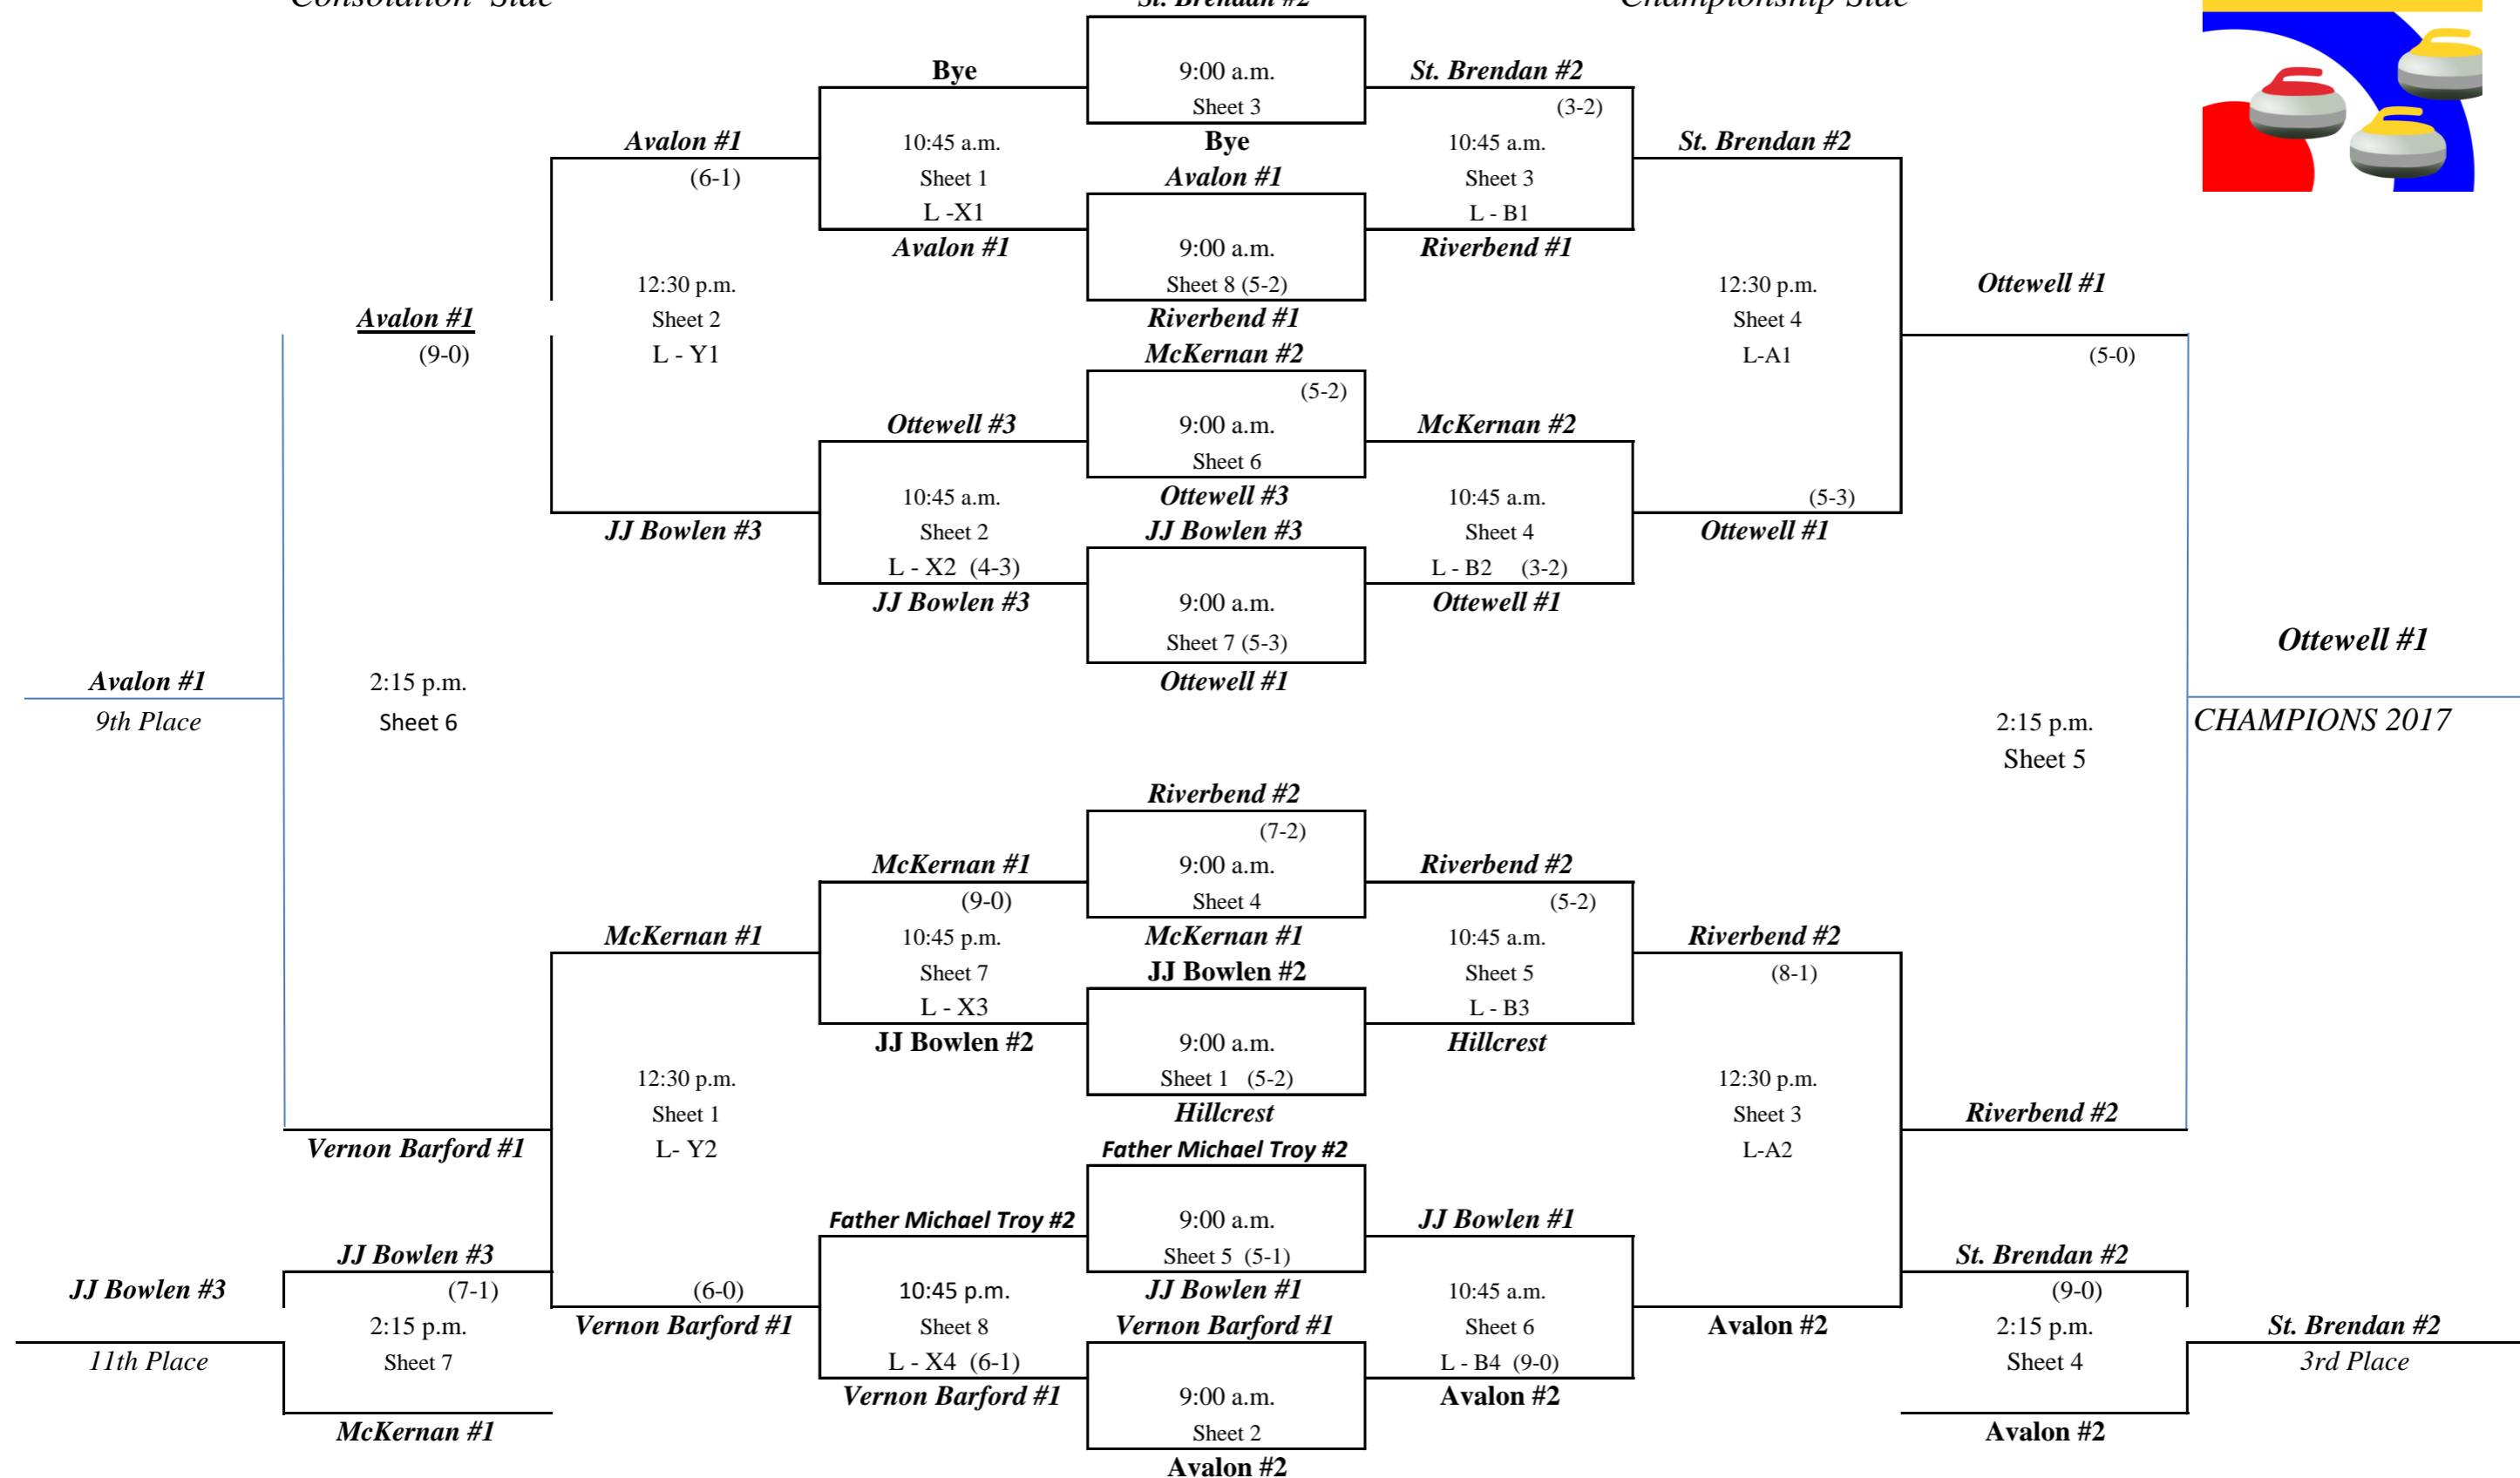 Consolation Side
St. Brendan #2
Championship Side
Bye
9:00 a.m.
St. Brendan #2
Sheet 3
(3-2)
Avalon #1
10:45 a.m.
Bye
10:45 a.m.
St. Brendan #2
(6-1)
Sheet 1
Avalon #1
Sheet 3
L -X1
L - B1
Avalon #1
9:00 a.m.
Riverbend #1
12:30 p.m.
Sheet 8 (5-2)
12:30 p.m.
Ottewell #1
Avalon #1
Sheet 2
Riverbend #1
Sheet 4
(9-0)
L - Y1
McKernan #2
L-A1
(5-0)
(5-2)
Ottewell #3
9:00 a.m.
McKernan #2
Sheet 6
10:45 a.m.
Ottewell #3
10:45 a.m.
(5-3)
JJ Bowlen #3
Sheet 2
JJ Bowlen #3
Sheet 4
Ottewell #1
L - X2 (4-3)
L - B2 (3-2)
JJ Bowlen #3
9:00 a.m.
Ottewell #1
Sheet 7 (5-3)
Ottewell #1
Avalon #1
2:15 p.m.
Ottewell #1
9th Place
Sheet 6
2:15 p.m.
CHAMPIONS 2017
Sheet 5
Riverbend #2
(7-2)
McKernan #1
9:00 a.m.
Riverbend #2
(9-0)
Sheet 4
(5-2)
McKernan #1
10:45 p.m.
McKernan #1
10:45 a.m.
Riverbend #2
Sheet 7
JJ Bowlen #2
Sheet 5
(8-1)
L - X3
L - B3
JJ Bowlen #2
9:00 a.m.
Hillcrest
12:30 p.m.
Sheet 1 (5-2)
12:30 p.m.
Sheet 1
Hillcrest
Sheet 3
Riverbend #2
Vernon Barford #1
L- Y2
Father Michael Troy #2
L-A2
Father Michael Troy #2
9:00 a.m.
JJ Bowlen #1
JJ Bowlen #3
Sheet 5 (5-1)
St. Brendan #2
JJ Bowlen #3
(7-1)
(6-0)
10:45 p.m.
JJ Bowlen #1
10:45 a.m.
(9-0)
2:15 p.m.
Vernon Barford #1
Sheet 8
Vernon Barford #1
Sheet 6
Avalon #2
2:15 p.m.
St. Brendan #2
11th Place
Sheet 7
L - X4 (6-1)
L - B4 (9-0)
Sheet 4
3rd Place
Vernon Barford #1
9:00 a.m.
Avalon #2
McKernan #1
Sheet 2
Avalon #2
Avalon #2